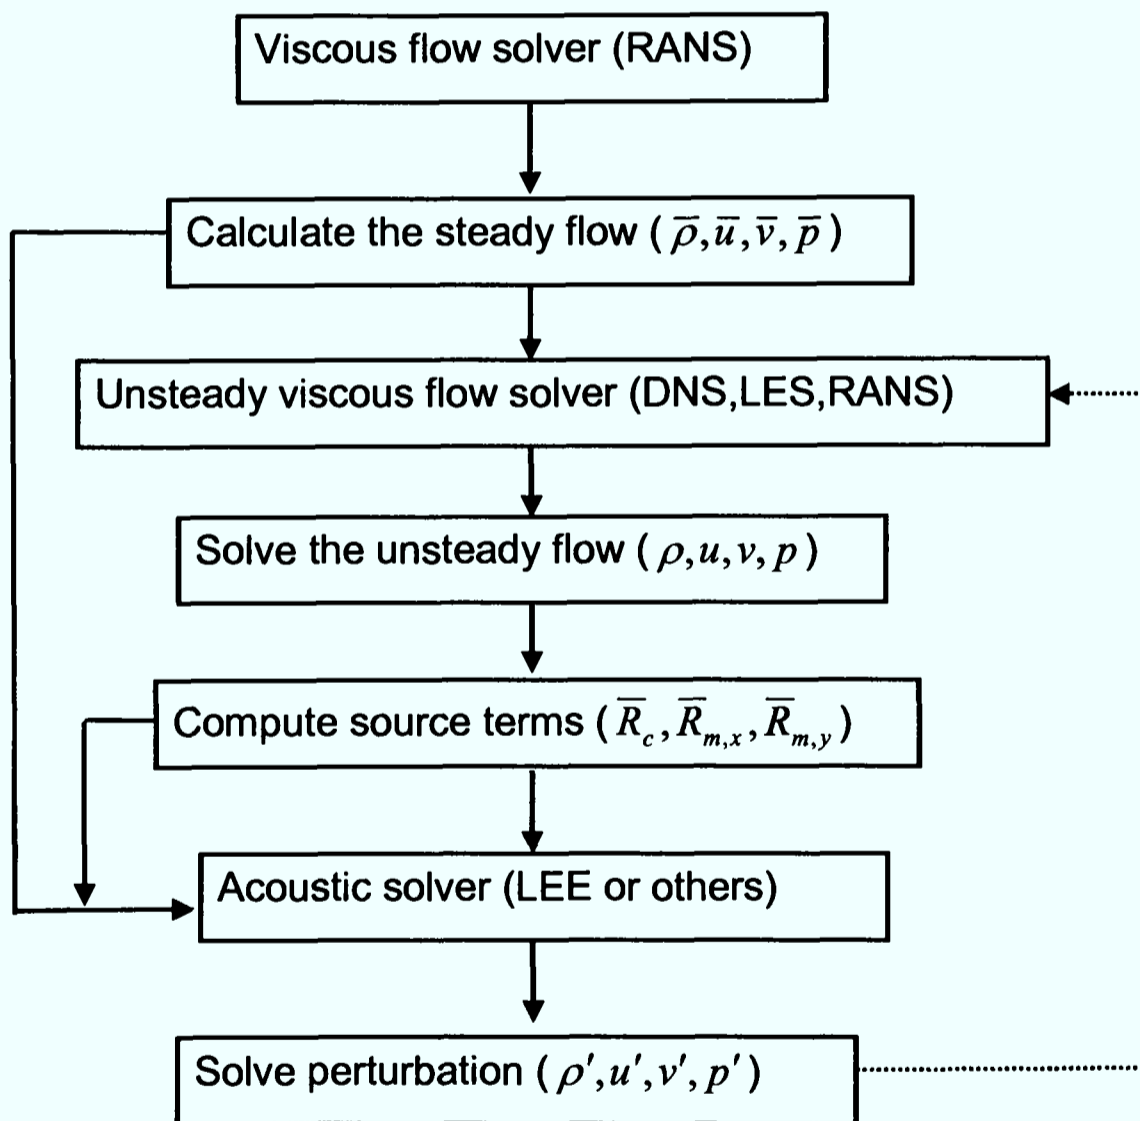 Viscous flow solver (RANS)
Calculate the steady flow ( ρ̅, u̅, v̅, p̅ )
Unsteady viscous flow solver (DNS,LES,RANS)
Solve the unsteady flow ( ρ, u, v, p )
Compute source terms ( R̅_c, R̅_{m,x}, R̅_{m,y} )
Acoustic solver (LEE or others)
Solve perturbation ( ρ′, u′, v′, p′ )